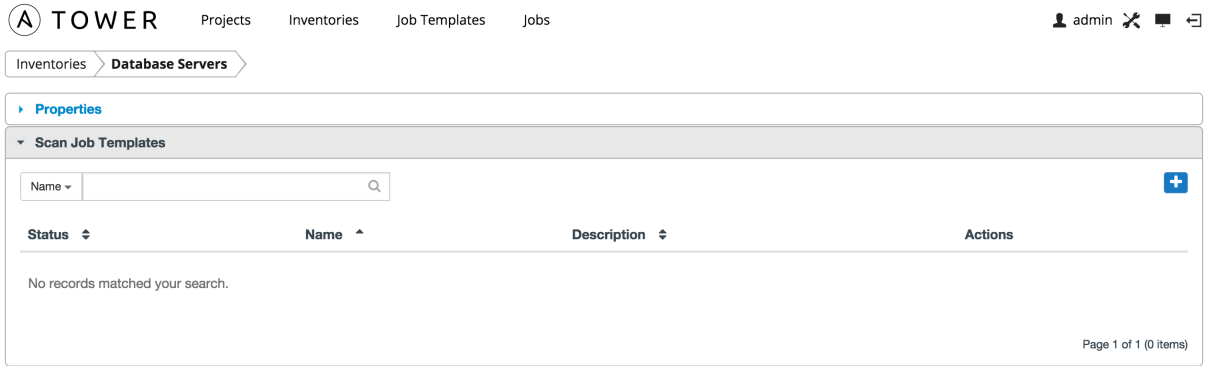 TOWER Projects Inventories Job Templates Jobs admin
Inventories Database Servers
Properties
Scan Job Templates
Name
Status Name Description Actions
No records matched your search.
Page 1 of 1 (0 items)